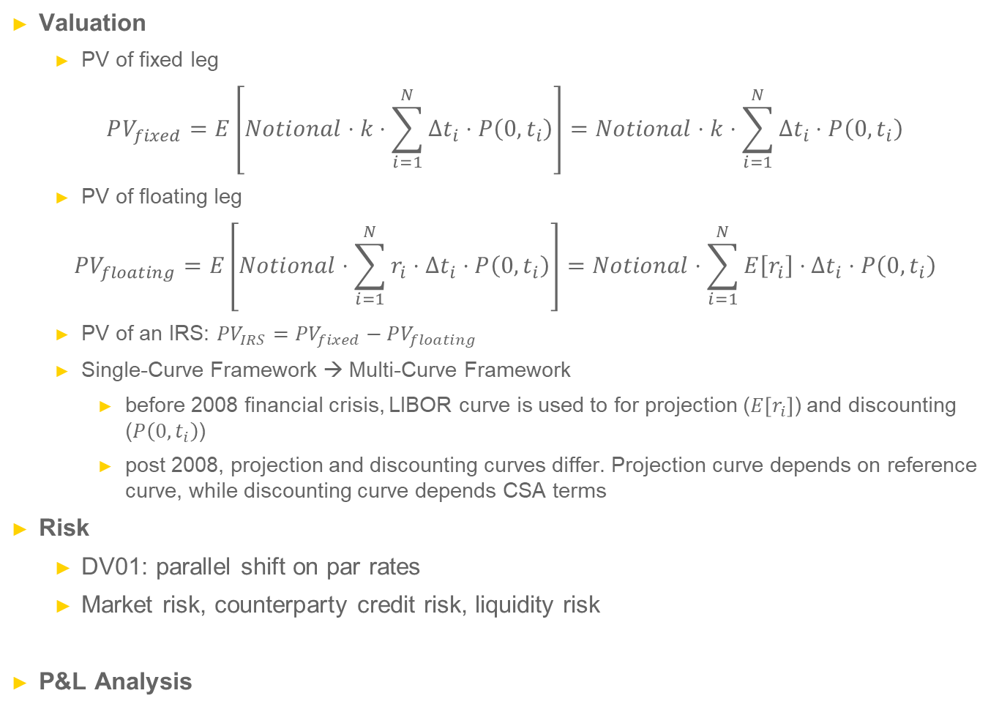 ► Valuation
► PV of fixed leg
$PV_{fixed} = E\left[Notional \cdot k \cdot \sum_{i=1}^{N} \Delta t_i \cdot P(0, t_i)\right] = Notional \cdot k \cdot \sum_{i=1}^{N} \Delta t_i \cdot P(0, t_i)$
► PV of floating leg
$PV_{floating} = E\left[Notional \cdot \sum_{i=1}^{N} r_i \cdot \Delta t_i \cdot P(0, t_i)\right] = Notional \cdot \sum_{i=1}^{N} E[r_i] \cdot \Delta t_i \cdot P(0, t_i)$
► PV of an IRS: $PV_{IRS} = PV_{fixed} - PV_{floating}$
► Single-Curve Framework → Multi-Curve Framework
► before 2008 financial crisis, LIBOR curve is used to for projection ($E[r_i]$) and discounting
($P(0, t_i)$)
► post 2008, projection and discounting curves differ. Projection curve depends on reference
curve, while discounting curve depends CSA terms
► Risk
► DV01: parallel shift on par rates
► Market risk, counterparty credit risk, liquidity risk
► P&L Analysis